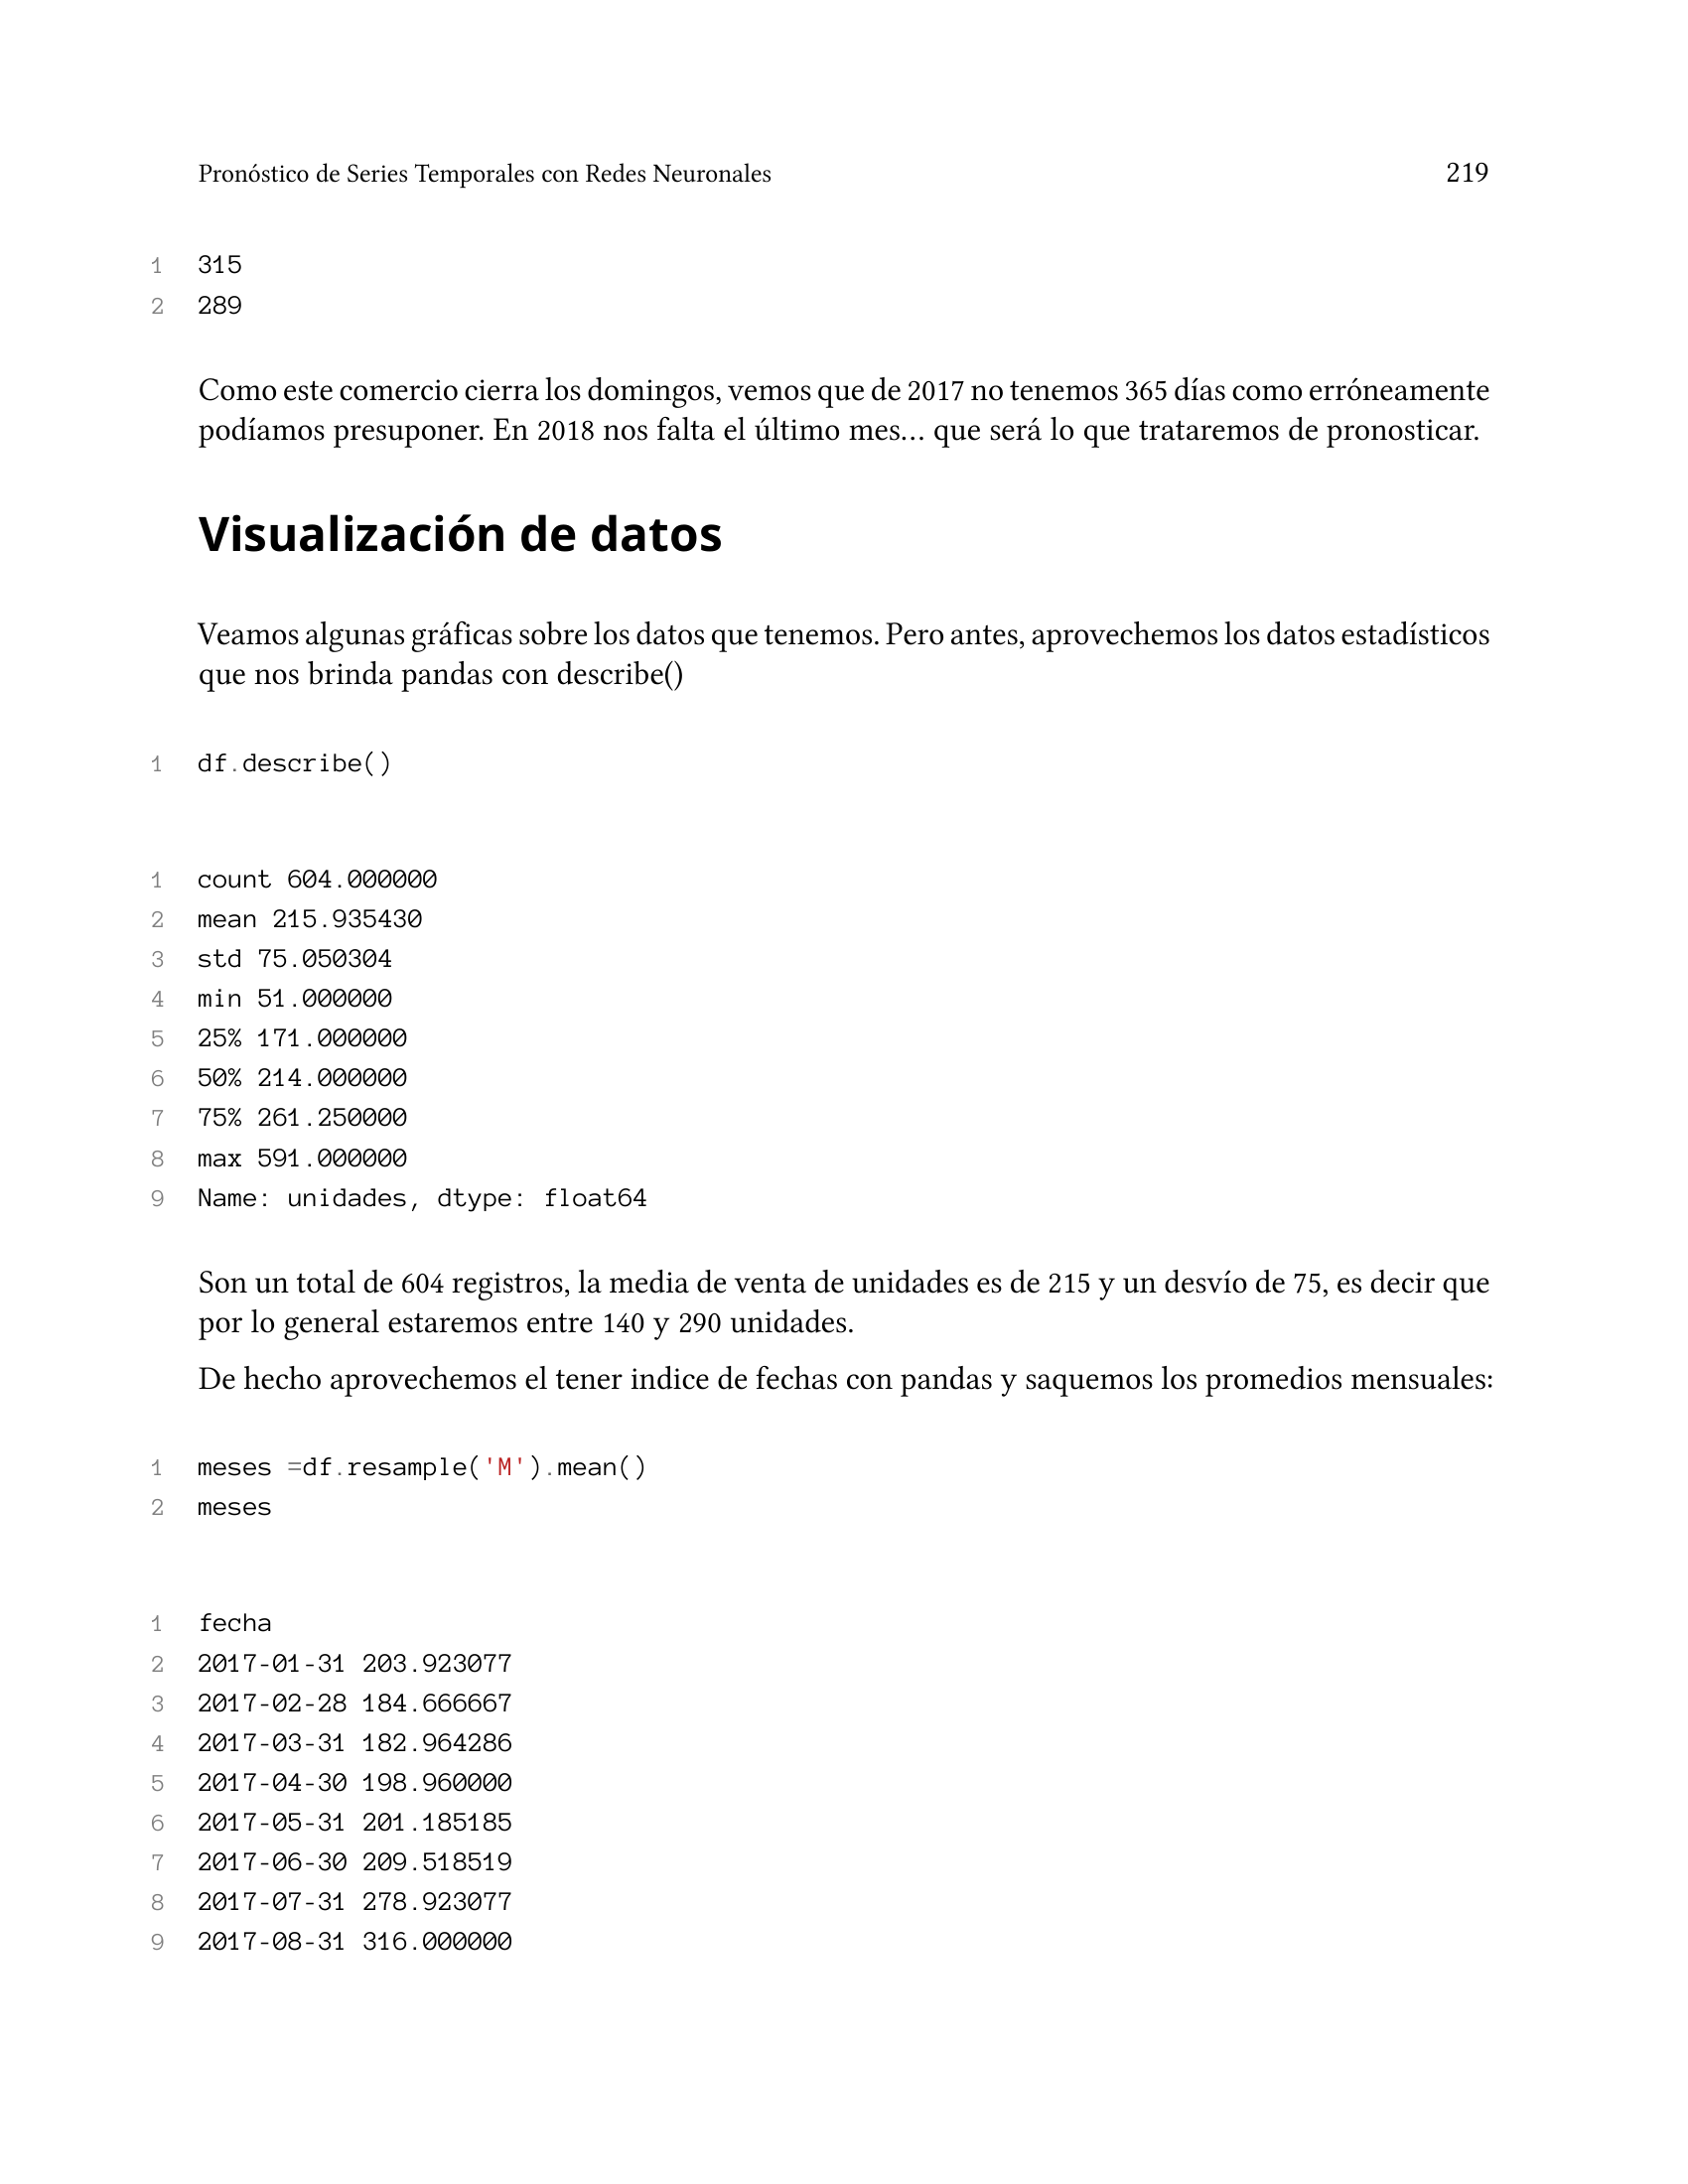 Pronóstico de Series Temporales con Redes Neuronales 219
1 315
2 289
Como este comercio cierra los domingos, vemos que de 2017 no tenemos 365 días como erróneamente
podíamos presuponer. En 2018 nos falta el último mes… que será lo que trataremos de pronosticar.
Visualización de datos
Veamos algunas gráficas sobre los datos que tenemos. Pero antes, aprovechemos los datos estadísticos
que nos brinda pandas con describe()
1 df.describe()
1 count 604.000000
2 mean 215.935430
3 std 75.050304
4 min 51.000000
5 25% 171.000000
6 50% 214.000000
7 75% 261.250000
8 max 591.000000
9 Name: unidades, dtype: float64
Son un total de 604 registros, la media de venta de unidades es de 215 y un desvío de 75, es decir que
por lo general estaremos entre 140 y 290 unidades.
De hecho aprovechemos el tener indice de fechas con pandas y saquemos los promedios mensuales:
1 meses =df.resample('M').mean()
2 meses
1 fecha
2 2017-01-31 203.923077
3 2017-02-28 184.666667
4 2017-03-31 182.964286
5 2017-04-30 198.960000
6 2017-05-31 201.185185
7 2017-06-30 209.518519
8 2017-07-31 278.923077
9 2017-08-31 316.000000